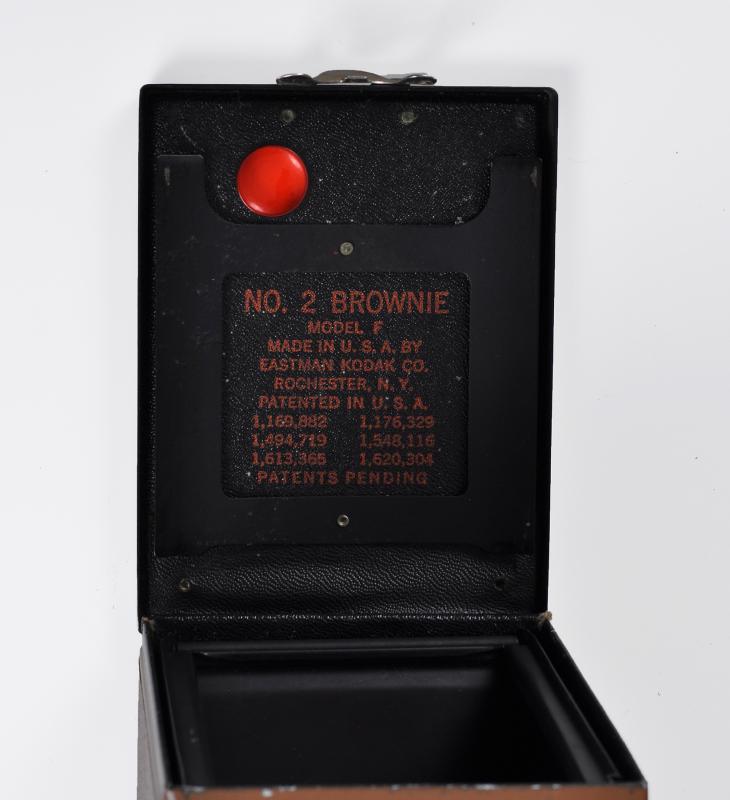 NO. 2 BROWNIE
MODEL F
MADE IN U. S. A. BY
EASTMAN KODAK CO.
ROCHESTER, N. Y.
PATENTED IN U. S. A.
1,169,882 1,176,329
1,494,719 1,548,116
1,613,365 1,620,304
PATENTS PENDING